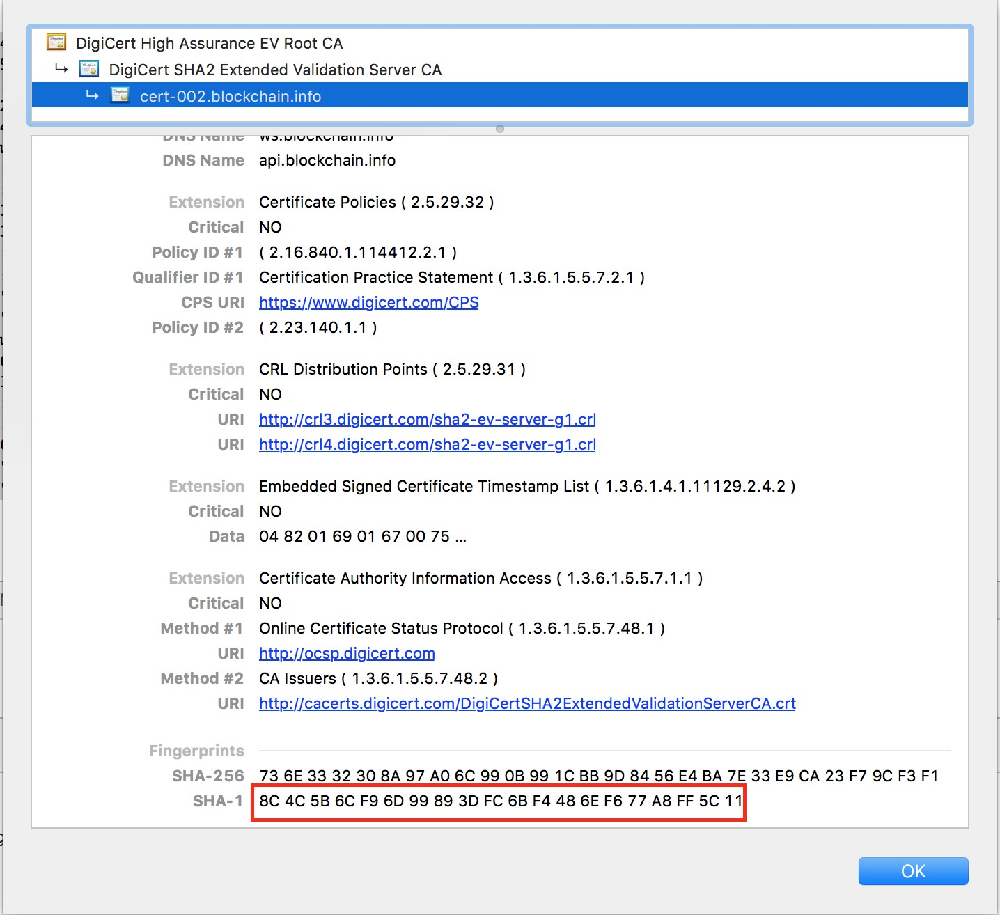 DigiCert High Assurance EV Root CA
DigiCert SHA2 Extended Validation Server CA
cert-002.blockchain.info
DNS Name ws.blockchain.info
DNS Name api.blockchain.info
Extension Certificate Policies ( 2.5.29.32 )
Critical NO
Policy ID #1 ( 2.16.840.1.114412.2.1 )
Qualifier ID #1 Certification Practice Statement ( 1.3.6.1.5.5.7.2.1 )
CPS URI https://www.digicert.com/CPS
Policy ID #2 ( 2.23.140.1.1 )
Extension CRL Distribution Points ( 2.5.29.31 )
Critical NO
URI http://crl3.digicert.com/sha2-ev-server-g1.crl
URI http://crl4.digicert.com/sha2-ev-server-g1.crl
Extension Embedded Signed Certificate Timestamp List ( 1.3.6.1.4.1.11129.2.4.2 )
Critical NO
Data 04 82 01 69 01 67 00 75 ...
Extension Certificate Authority Information Access ( 1.3.6.1.5.5.7.1.1 )
Critical NO
Method #1 Online Certificate Status Protocol ( 1.3.6.1.5.5.7.48.1 )
URI http://ocsp.digicert.com
Method #2 CA Issuers ( 1.3.6.1.5.5.7.48.2 )
URI http://cacerts.digicert.com/DigiCertSHA2ExtendedValidationServerCA.crt
Fingerprints
SHA-256 73 6E 33 32 30 8A 97 A0 6C 99 0B 99 1C BB 9D 84 56 E4 BA 7E 33 E9 CA 23 F7 9C F3 F1
SHA-1 8C 4C 5B 6C F9 6D 99 89 3D FC 6B F4 48 6E F6 77 A8 FF 5C 11
OK